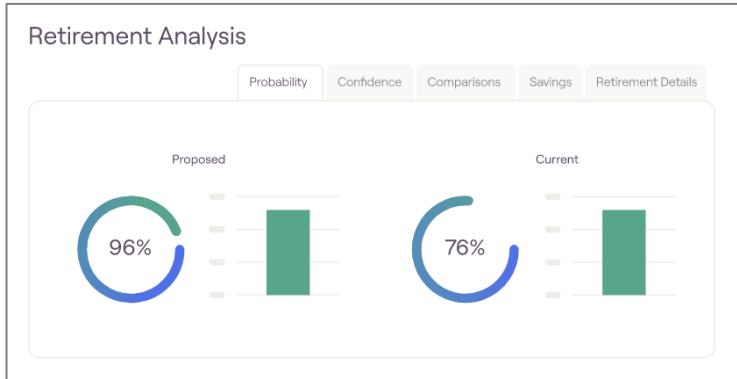 Retirement Analysis
Probability Confidence Comparisons Savings Retirement Details
Proposed Current
96% 76%